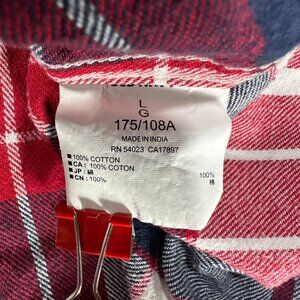 L
G
175/108A
MADE IN INDIA
RN 54023 CA17897
■ 100% COTTON
■ CA : 100% COTON
■ JP : 綿
■ CN : 100%
100%
棉